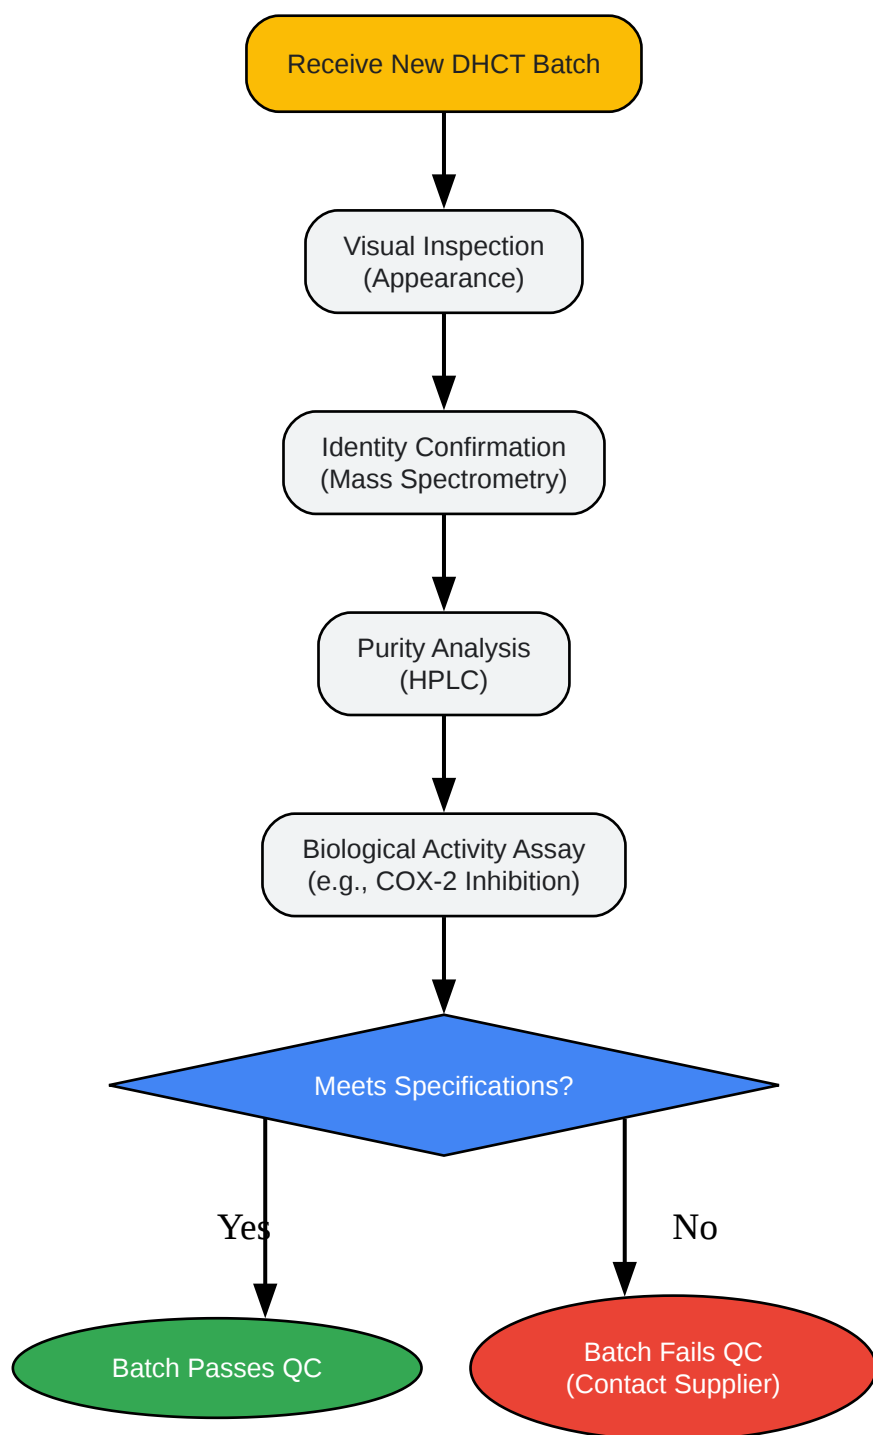 Receive New DHCT Batch
Visual Inspection
(Appearance)
Identity Confirmation
(Mass Spectrometry)
Purity Analysis
(HPLC)
Biological Activity Assay
(e.g., COX-2 Inhibition)
Meets Specifications?
Yes
No
Batch Passes QC
Batch Fails QC
(Contact Supplier)